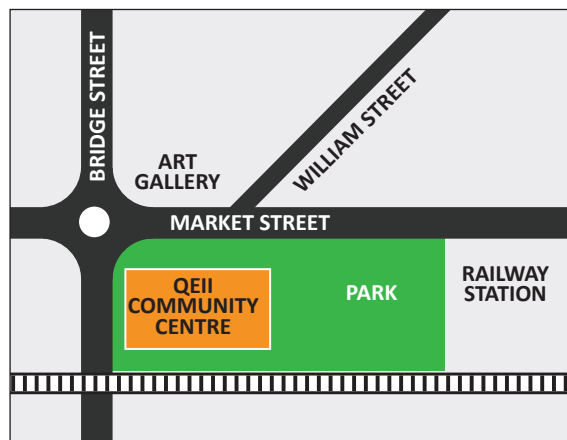 BRIDGE STREET
WILLIAM STREET
ART
GALLERY
MARKET STREET
QEII
COMMUNITY
CENTRE
PARK
RAILWAY
STATION